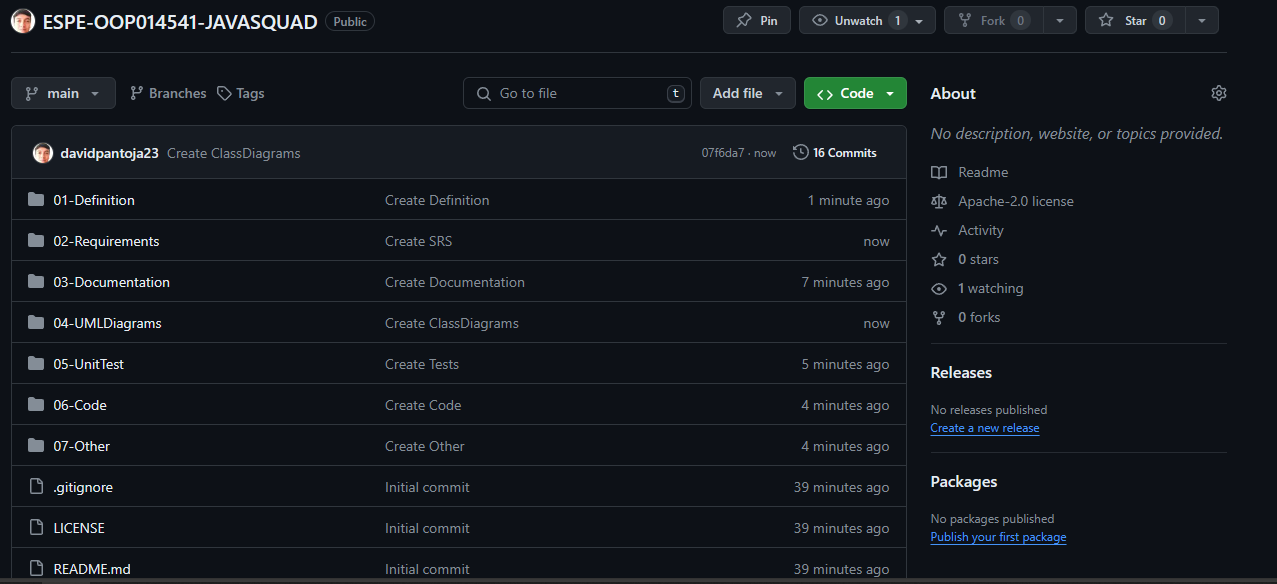 ESPE-OOP014541-JAVASQUAD Public Pin Unwatch 1 Fork 0 Star 0
main Branches Tags Go to file t Add file Code
davidpantoja23 Create ClassDiagrams 07f6da7 · now 16 Commits
01-Definition Create Definition 1 minute ago
02-Requirements Create SRS now
03-Documentation Create Documentation 7 minutes ago
04-UMLDiagrams Create ClassDiagrams now
05-UnitTest Create Tests 5 minutes ago
06-Code Create Code 4 minutes ago
07-Other Create Other 4 minutes ago
.gitignore Initial commit 39 minutes ago
LICENSE Initial commit 39 minutes ago
README.md Initial commit 39 minutes ago
About
No description, website, or topics provided.
Readme
Apache-2.0 license
Activity
0 stars
1 watching
0 forks
Releases
No releases published
Create a new release
Packages
No packages published
Publish your first package